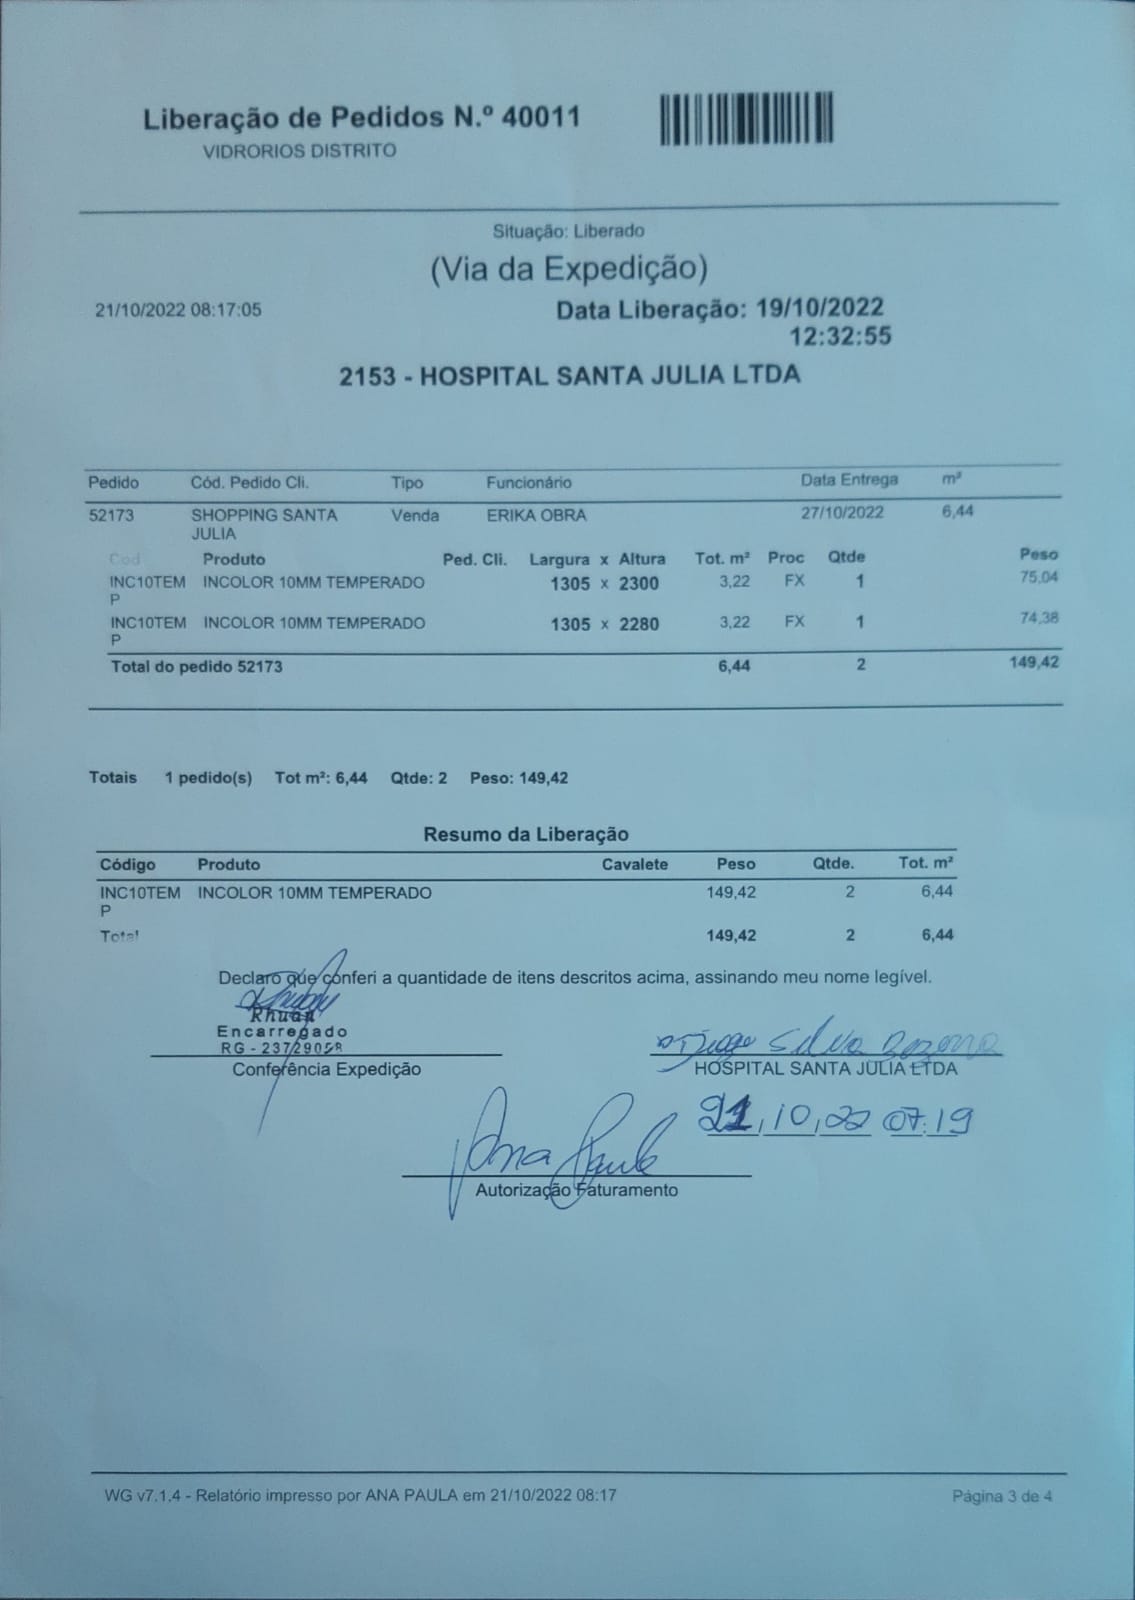 Liberação de Pedidos N.º 40011
VIDRORIOS DISTRITO
Situação: Liberado
(Via da Expedição)
21/10/2022 08:17:05 Data Liberação: 19/10/2022
12:32:55
2153 - HOSPITAL SANTA JULIA LTDA
Pedido Cód. Pedido Cli. Tipo Funcionário Data Entrega m²
52173 SHOPPING SANTA Venda ERIKA OBRA 27/10/2022 6,44
JULIA
Cod Produto Ped. Cli. Largura x Altura Tot. m² Proc Qtde Peso
INC10TEM INCOLOR 10MM TEMPERADO 1305 x 2300 3,22 FX 1 75,04
P
INC10TEM INCOLOR 10MM TEMPERADO 1305 x 2280 3,22 FX 1 74,38
P
Total do pedido 52173 6,44 2 149,42
Totais 1 pedido(s) Tot m²: 6,44 Qtde: 2 Peso: 149,42
Resumo da Liberação
Código Produto Cavalete Peso Qtde. Tot. m²
INC10TEM INCOLOR 10MM TEMPERADO 149,42 2 6,44
P
Total 149,42 2 6,44
Declaro que conferi a quantidade de itens descritos acima, assinando meu nome legível.
Rhuan
Encarregado
RG - 23729058
Silva
Conferência Expedição HOSPITAL SANTA JULIA LTDA
21,10,22 07:19
Ana Paula
Autorização Faturamento
WG v7.1.4 - Relatório impresso por ANA PAULA em 21/10/2022 08:17 Página 3 de 4